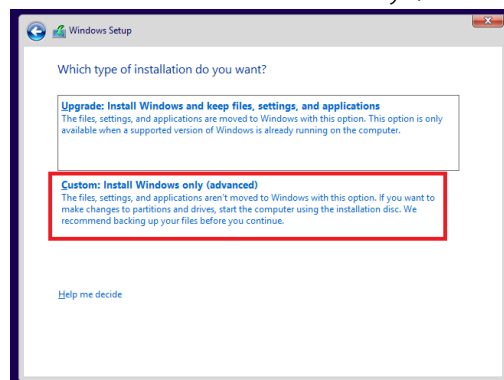 Windows Setup
Which type of installation do you want?
Upgrade: Install Windows and keep files, settings, and applications
The files, settings, and applications are moved to Windows with this option. This option is only
available when a supported version of Windows is already running on the computer.
Custom: Install Windows only (advanced)
The files, settings, and applications aren't moved to Windows with this option. If you want to
make changes to partitions and drives, start the computer using the installation disc. We
recommend backing up your files before you continue.
Help me decide